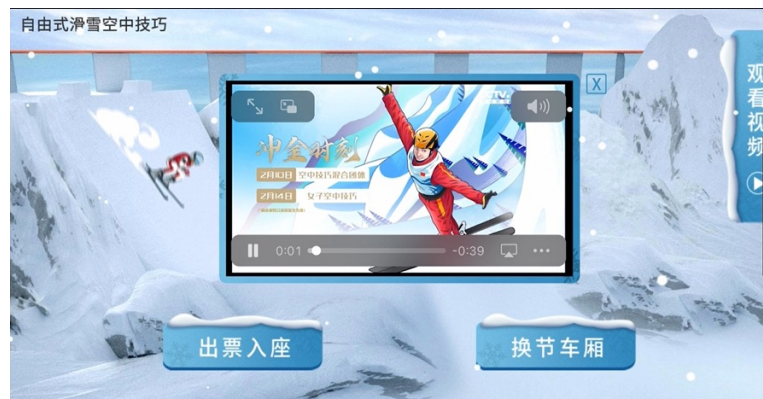 自由式滑雪空中技巧
X
观看视频
冲金时刻
2月10日 空中技巧混合团体
2月14日 女子空中技巧
0:01
-0:39
出票入座
换节车厢